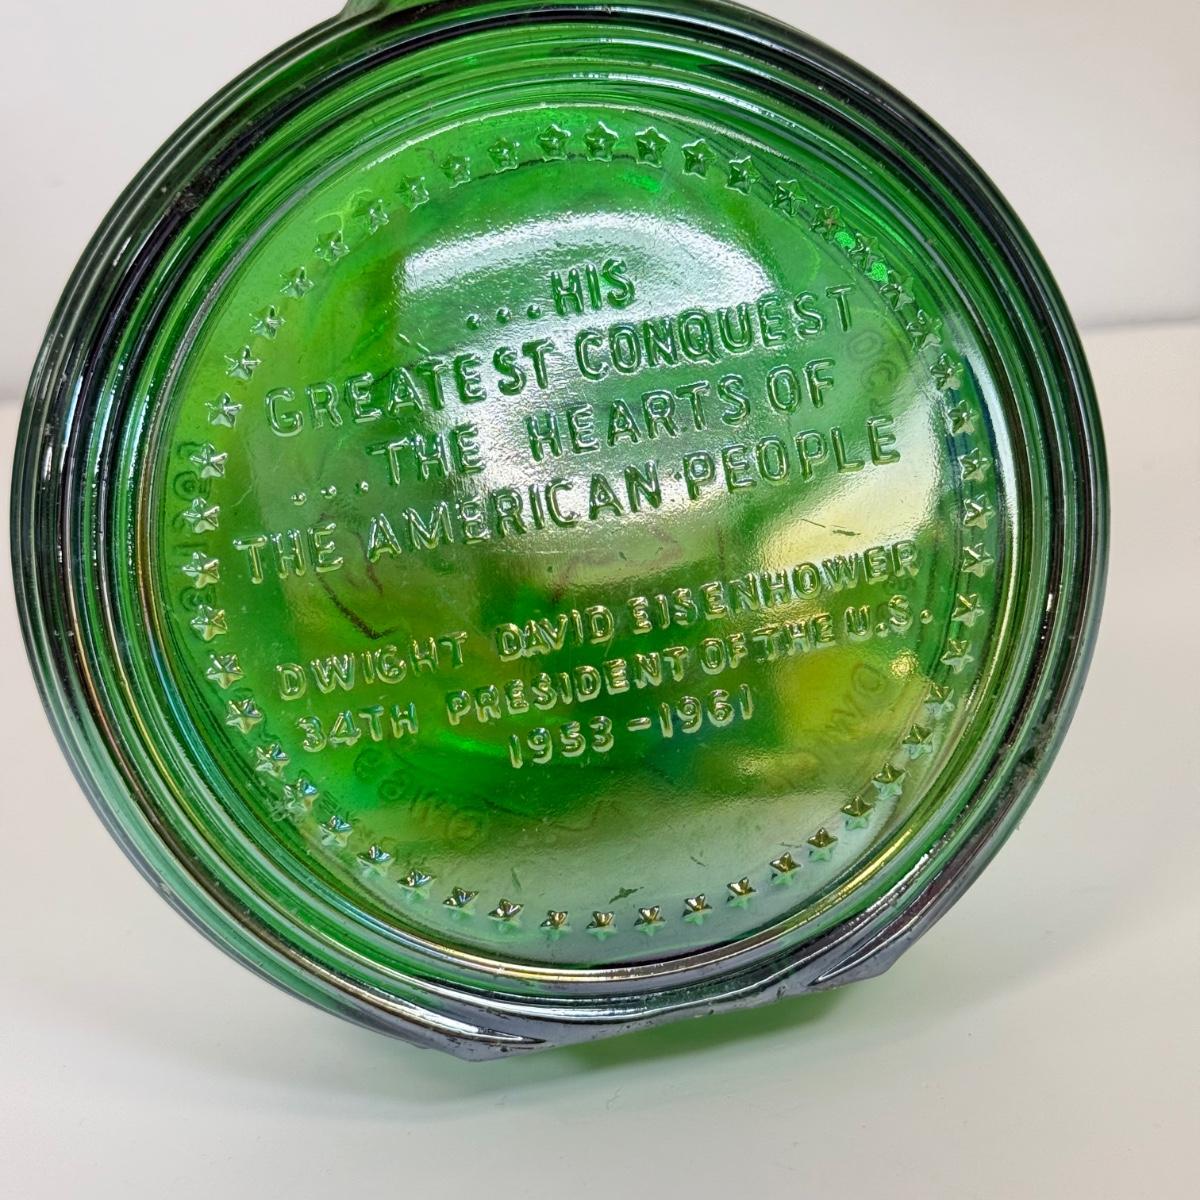 ...HIS
GREATEST CONQUEST
...THE HEARTS OF
THE AMERICAN PEOPLE
DWIGHT DAVID EISENHOWER
34TH PRESIDENT OF THE U.S.
1953-1961